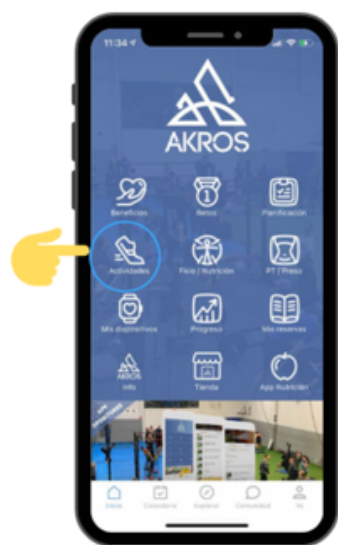 11:34
AKROS
Beneficios
Retos
Planificación
Actividades
Fisio / Nutrición
PT / Preso
Mis dispositivos
Progreso
Mis reservas
AKROS
Info
Tienda
App Nutrición
Inicio
Calendario
Explorar
Comunidad
Yo